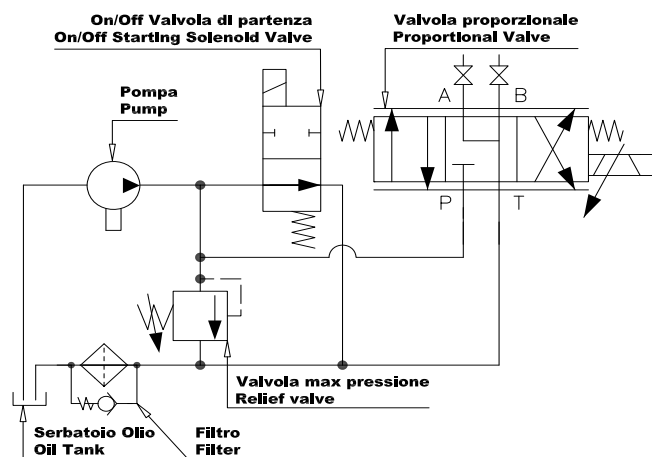 On/Off Valvola di partenza
On/Off Starting Solenoid Valve
Valvola proporzionale
Proportional Valve
Pompa
Pump
A B
P T
Valvola max pressione
Relief valve
Serbatoio Olio
Oil Tank
Filtro
Filter